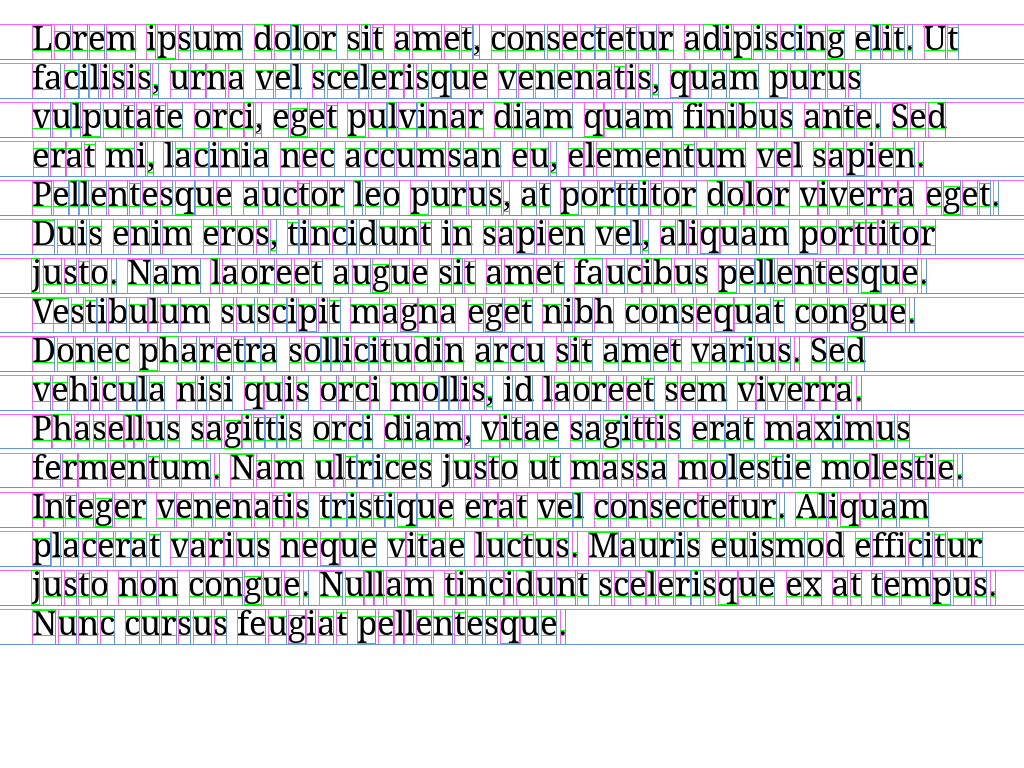 Lorem ipsum dolor sit amet, consectetur adipiscing elit. Ut
facilisis, urna vel scelerisque venenatis, quam purus
vulputate orci, eget pulvinar diam quam finibus ante. Sed
erat mi, lacinia nec accumsan eu, elementum vel sapien.
Pellentesque auctor leo purus, at porttitor dolor viverra eget.
Duis enim eros, tincidunt in sapien vel, aliquam porttitor
justo. Nam laoreet augue sit amet faucibus pellentesque.
Vestibulum suscipit magna eget nibh consequat congue.
Donec pharetra sollicitudin arcu sit amet varius. Sed
vehicula nisi quis orci mollis, id laoreet sem viverra.
Phasellus sagittis orci diam, vitae sagittis erat maximus
fermentum. Nam ultrices justo ut massa molestie molestie.
Integer venenatis tristique erat vel consectetur. Aliquam
placerat varius neque vitae luctus. Mauris euismod efficitur
justo non congue. Nullam tincidunt scelerisque ex at tempus.
Nunc cursus feugiat pellentesque.